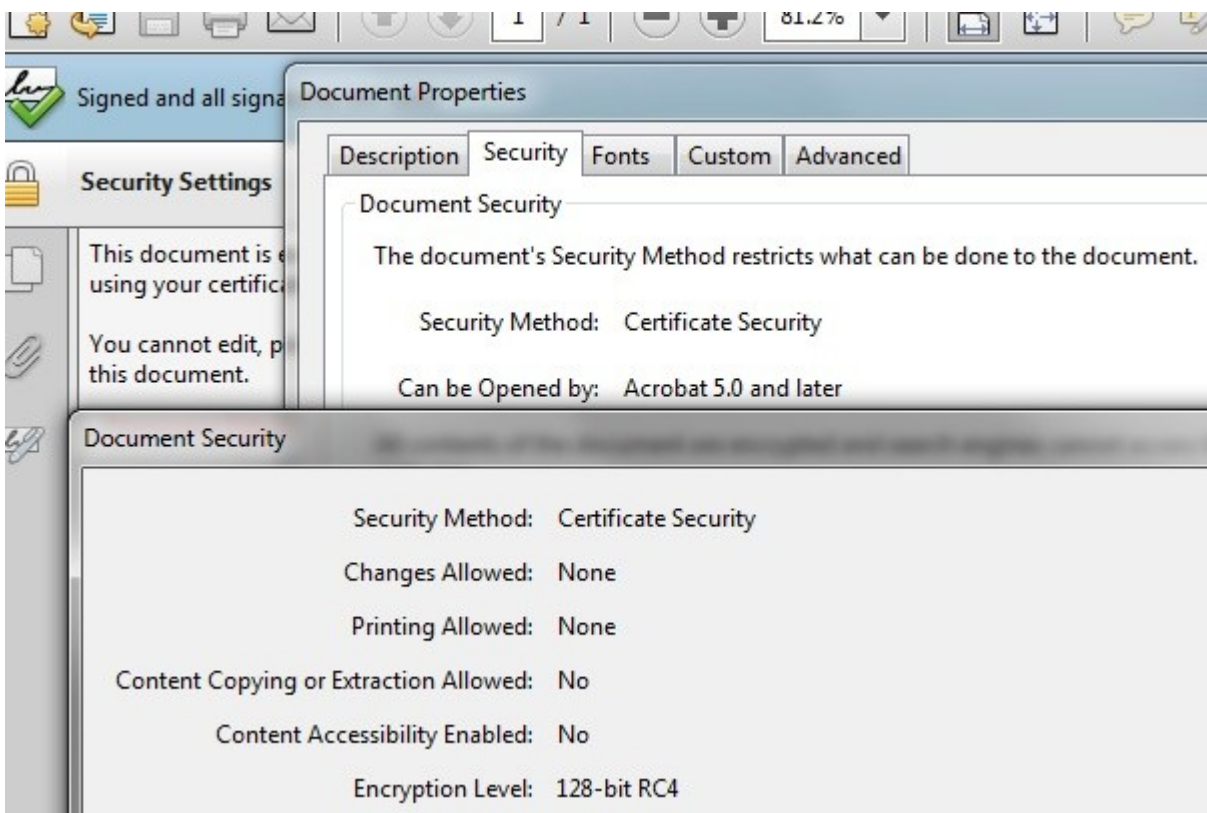 1 / 1 81.2%
Signed and all signa
Document Properties
Security Settings
This document is e
using your certifica
You cannot edit, p
this document.
Description Security Fonts Custom Advanced
Document Security
The document's Security Method restricts what can be done to the document.
Security Method: Certificate Security
Can be Opened by: Acrobat 5.0 and later
Document Security
Security Method: Certificate Security
Changes Allowed: None
Printing Allowed: None
Content Copying or Extraction Allowed: No
Content Accessibility Enabled: No
Encryption Level: 128-bit RC4